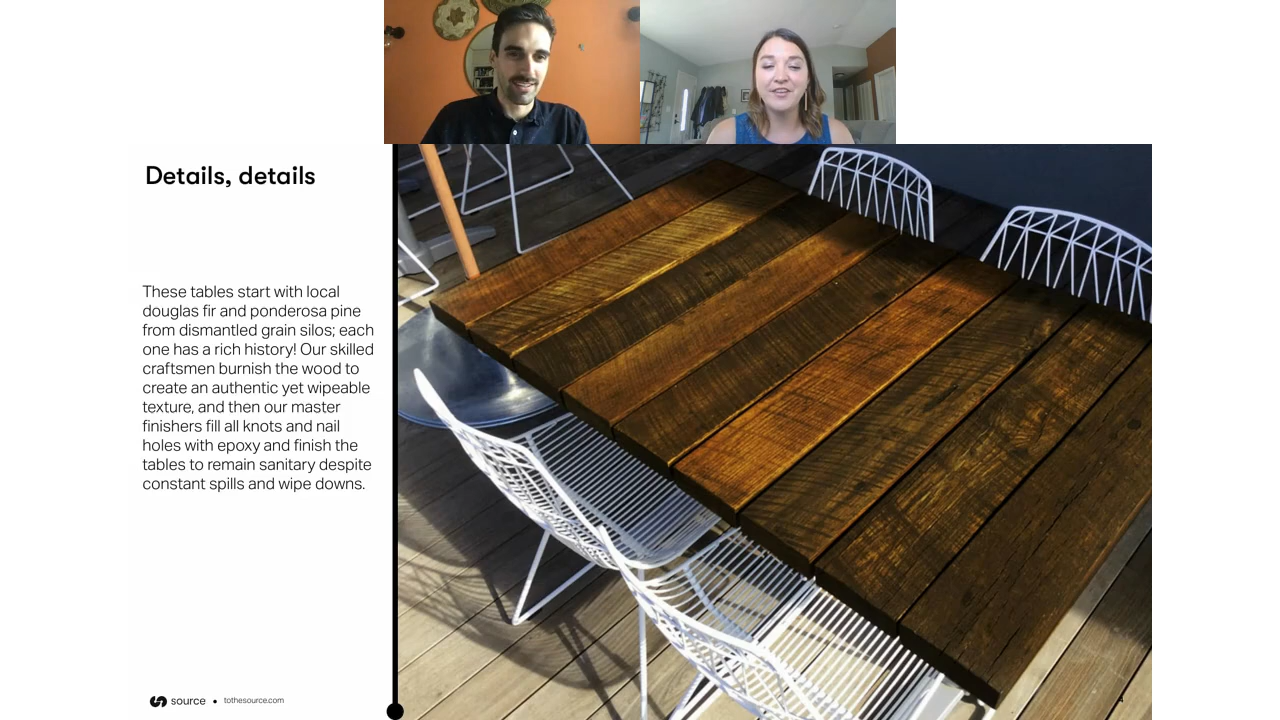 Details, details
These tables start with local
douglas fir and ponderosa pine
from dismantled grain silos; each
one has a rich history! Our skilled
craftsmen burnish the wood to
create an authentic yet wipeable
texture, and then our master
finishers fill all knots and nail
holes with epoxy and finish the
tables to remain sanitary despite
constant spills and wipe downs.
source • tothesource.com